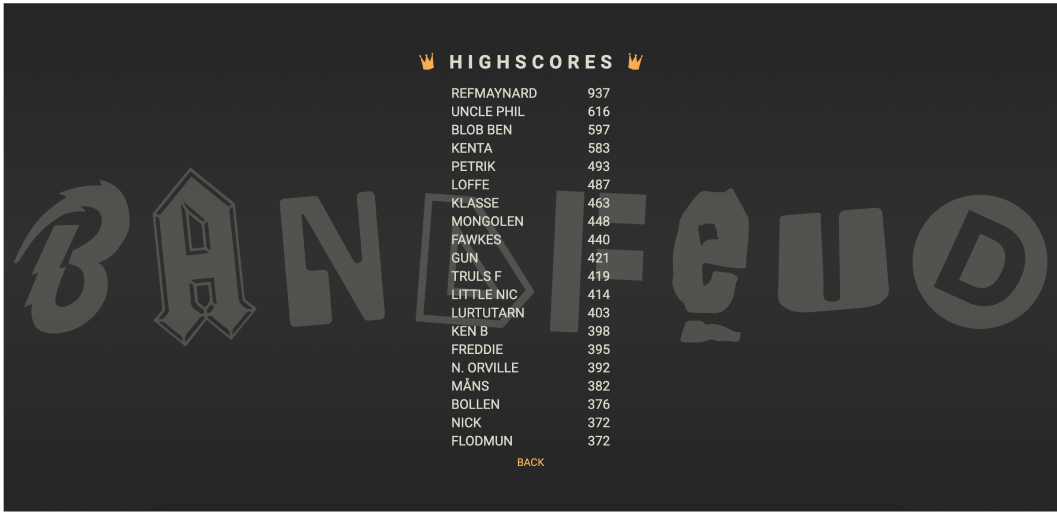 HIGHSCORES
REFMAYNARD 937
UNCLE PHIL 616
BLOB BEN 597
KENTA 583
PETRIK 493
LOFFE 487
KLASSE 463
MONGOLEN 448
FAWKES 440
GUN 421
TRULS F 419
LITTLE NIC 414
LURTUTARN 403
KEN B 398
FREDDIE 395
N. ORVILLE 392
MÅNS 382
BOLLEN 376
NICK 372
FLODMUN 372
BACK
BANDFeUD